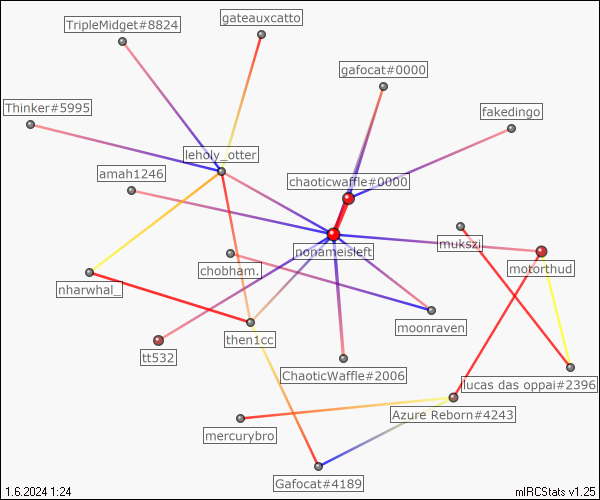 TripleMidget#8824
gateauxcatto
gafocat#0000
Thinker#5995
fakedingo
leholy_otter
amah1246
chaoticwaffle#0000
mukszi
nonameisleft
chobham.
motorthud
nharwhal_
moonraven
then1cc
tt532
ChaoticWaffle#2006
lucas das oppai#2396
Azure Reborn#4243
mercurybro
Gafocat#4189
1.6.2024 1:24
mIRCStats v1.25